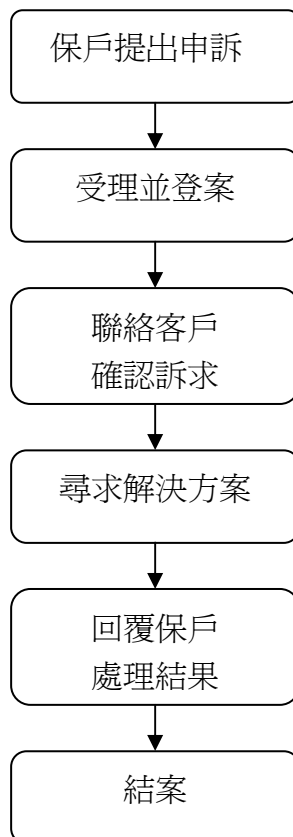 保戶提出申訴
受理並登案
聯絡客戶
確認訴求
尋求解決方案
回覆保戶
處理結果
結案